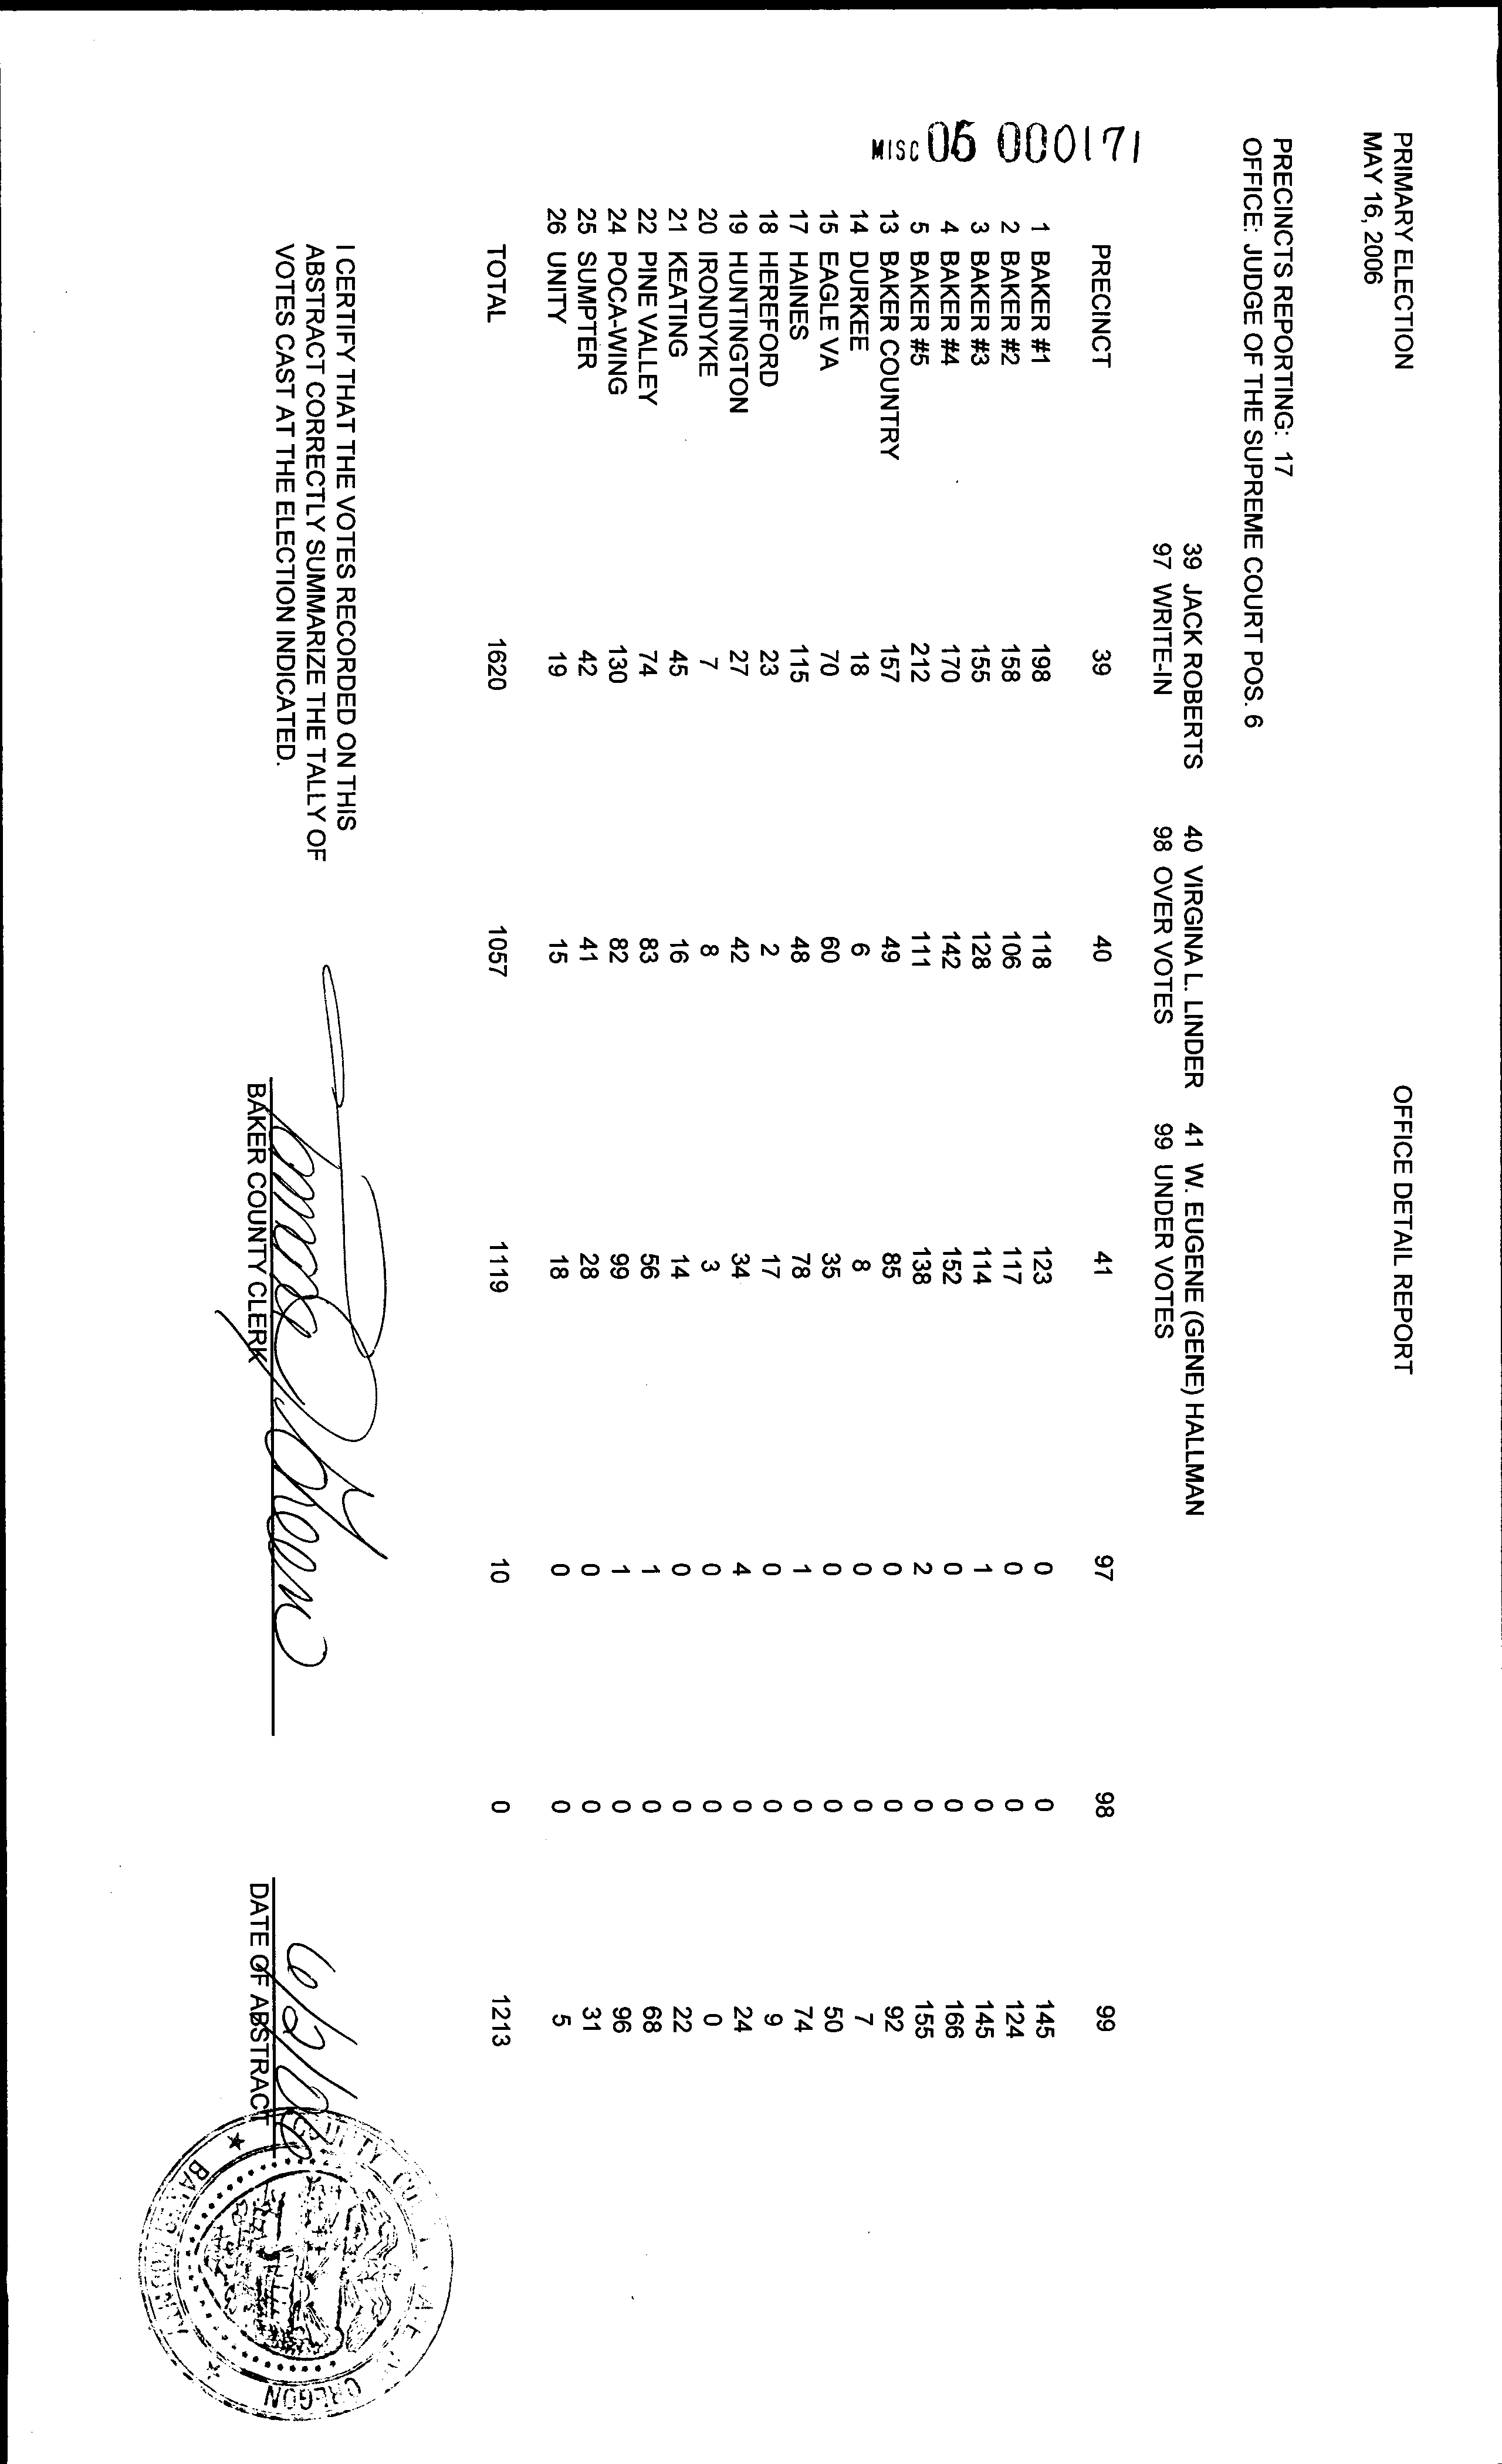 PRIMARY ELECTION OFFICE DETAIL REPORT
MAY 16, 2006
PRECINCTS REPORTING: 17
OFFICE: JUDGE OF THE SUPREME COURT POS. 6
39 JACK ROBERTS 40 VIRGINA L. LINDER 41 W. EUGENE (GENE) HALLMAN
97 WRITE-IN 98 OVER VOTES 99 UNDER VOTES
PRECINCT 39 40 41 97 98 99
1 BAKER #1 198 118 123 0 0 145
2 BAKER #2 158 106 117 0 0 124
3 BAKER #3 155 128 114 1 0 145
4 BAKER #4 170 142 152 0 0 166
5 BAKER #5 212 111 138 2 0 155
13 BAKER COUNTRY 157 49 85 0 0 92
14 DURKEE 18 6 8 0 0 7
15 EAGLE VA 70 60 35 0 0 50
17 HAINES 115 48 78 1 0 74
18 HEREFORD 23 2 17 0 0 9
19 HUNTINGTON 27 42 34 4 0 24
20 IRONDYKE 7 8 3 0 0 0
21 KEATING 45 16 14 0 0 22
22 PINE VALLEY 74 83 56 1 0 68
24 POCA-WING 130 82 99 1 0 96
25 SUMPTER 42 41 28 0 0 31
26 UNITY 19 15 18 0 0 5
TOTAL 1620 1057 1119 10 0 1213
MISC 06 000171
I CERTIFY THAT THE VOTES RECORDED ON THIS
ABSTRACT CORRECTLY SUMMARIZE THE TALLY OF
VOTES CAST AT THE ELECTION INDICATED.
6/2/06
BAKER COUNTY CLERK DATE OF ABSTRACT
OREGON